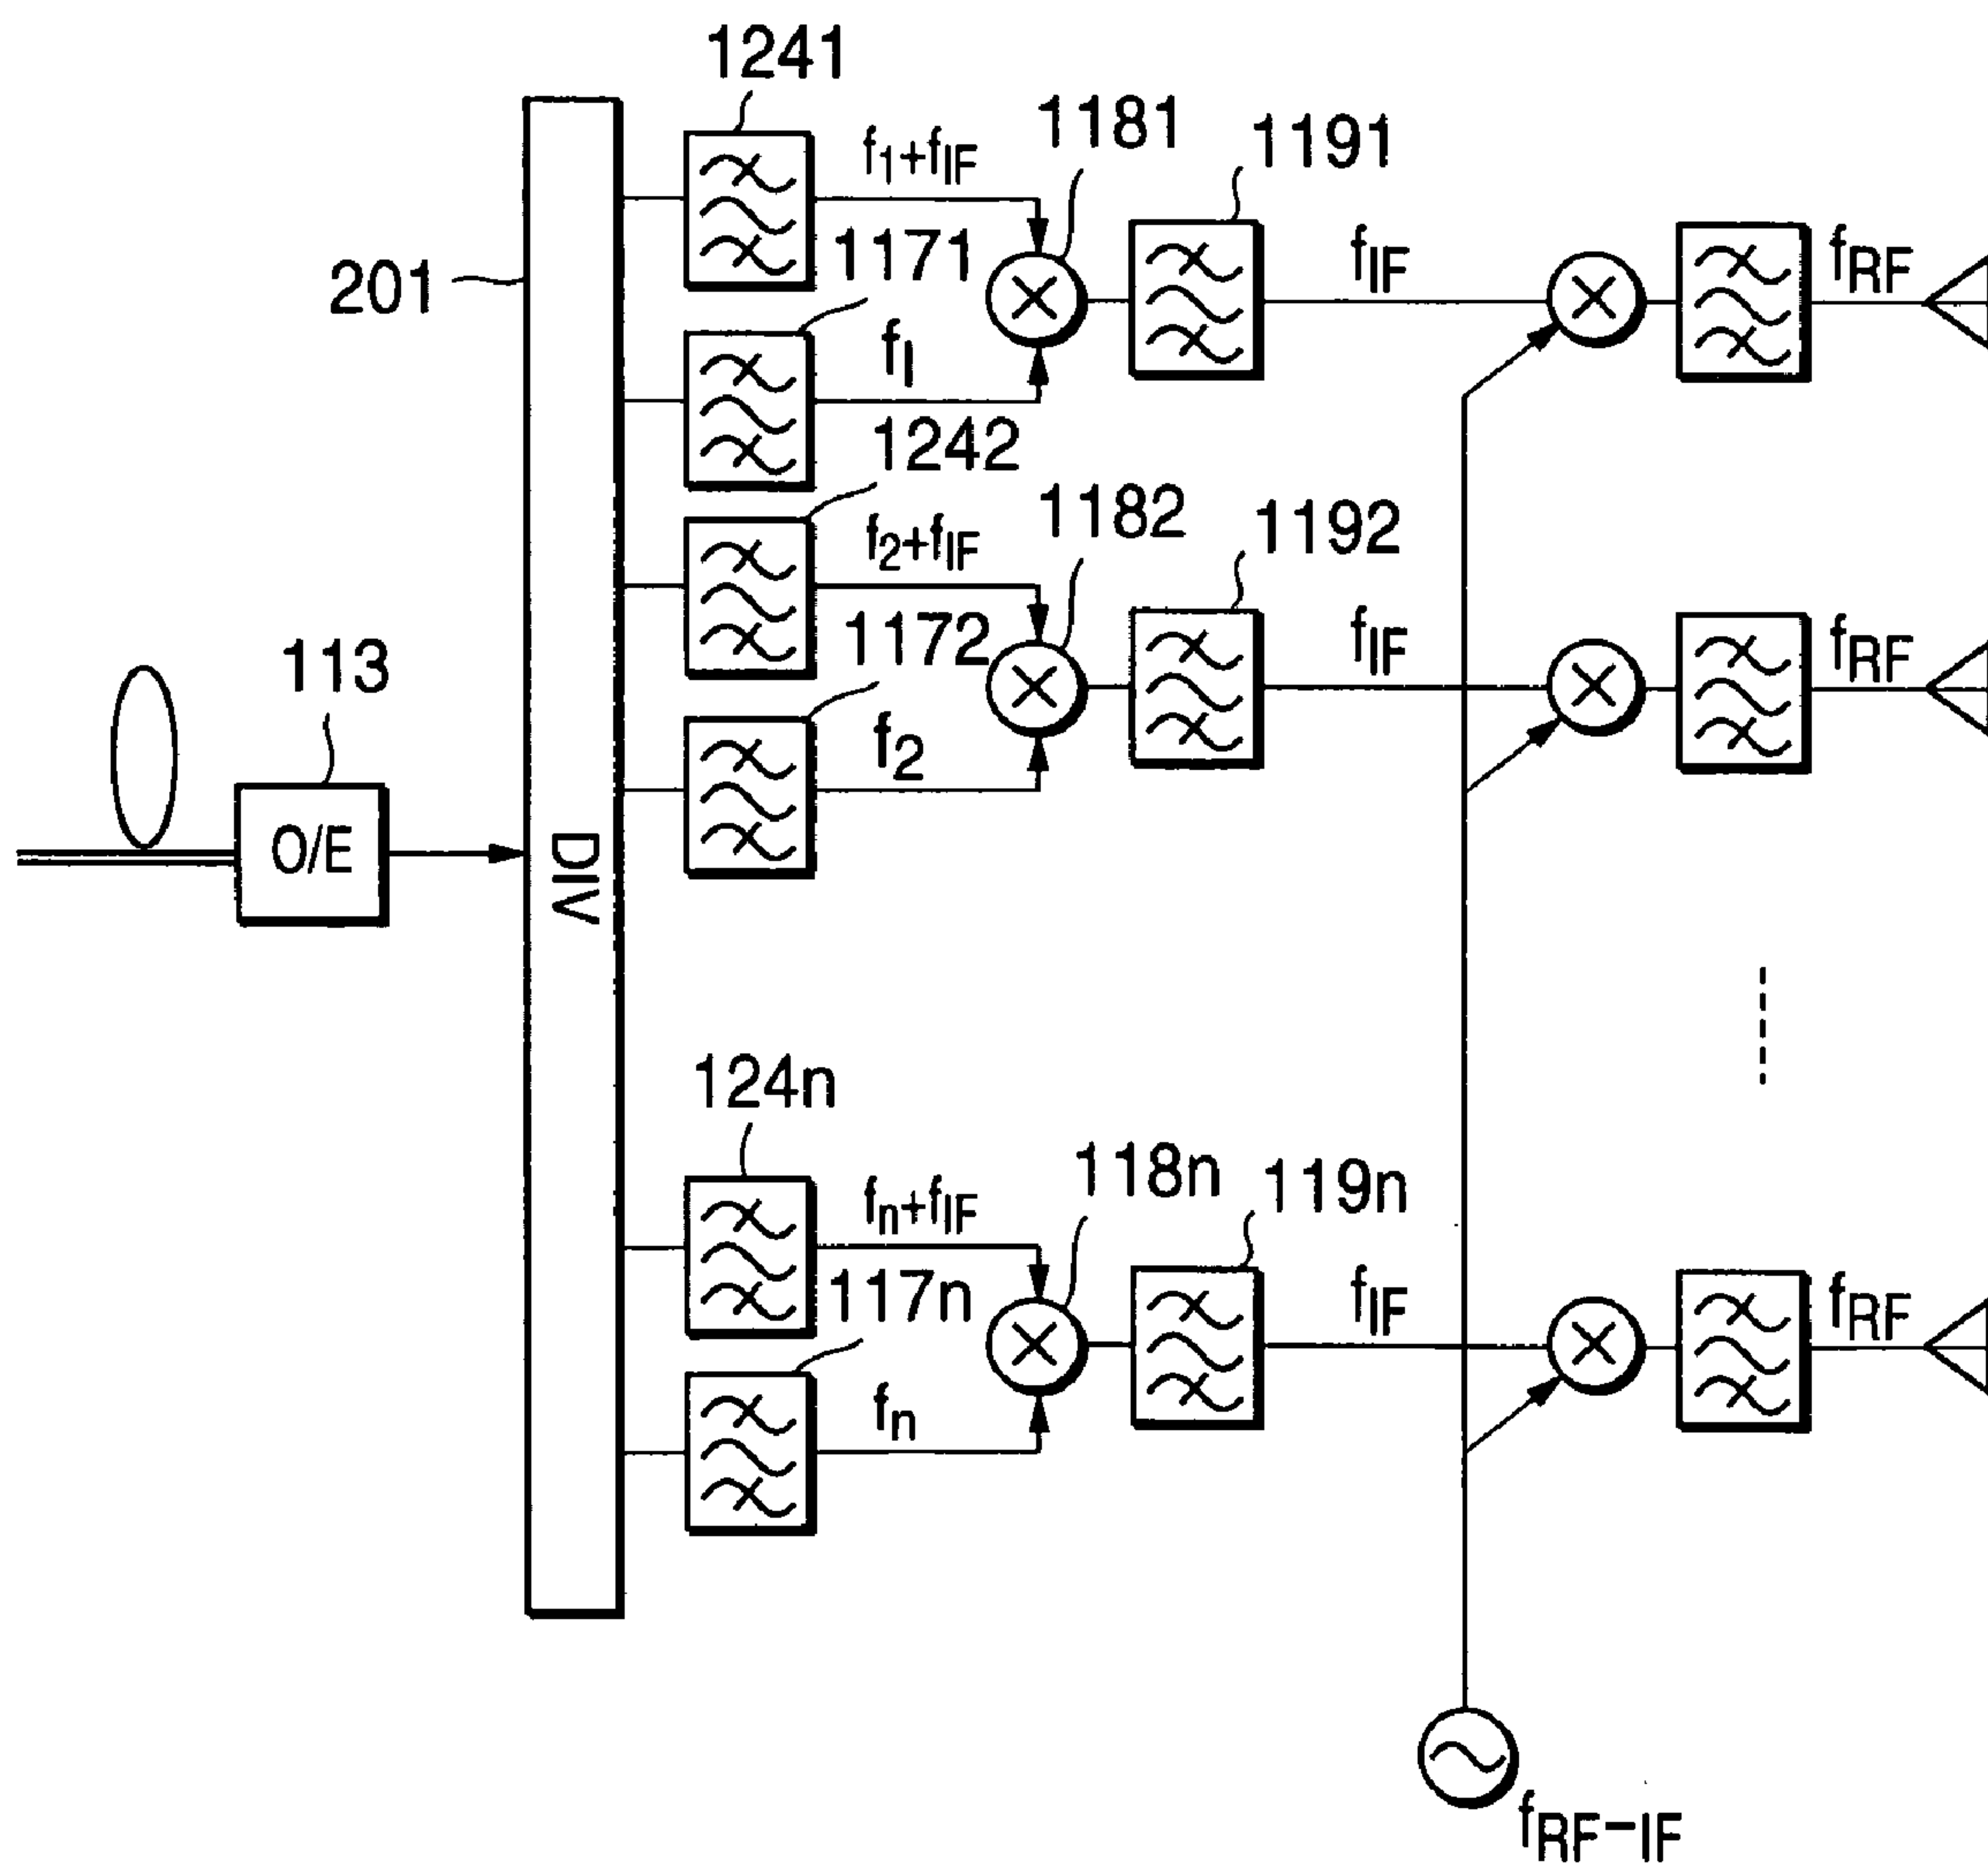 1241
f1+fIF
1181
1191
201
1171
fIF
fRF
f1
1242
1182
1192
f2+fIF
113
1172
fIF
fRF
f2
O/E
DIV
124n
118n
119n
fn+fIF
117n
fIF
fRF
fn
fRF-IF